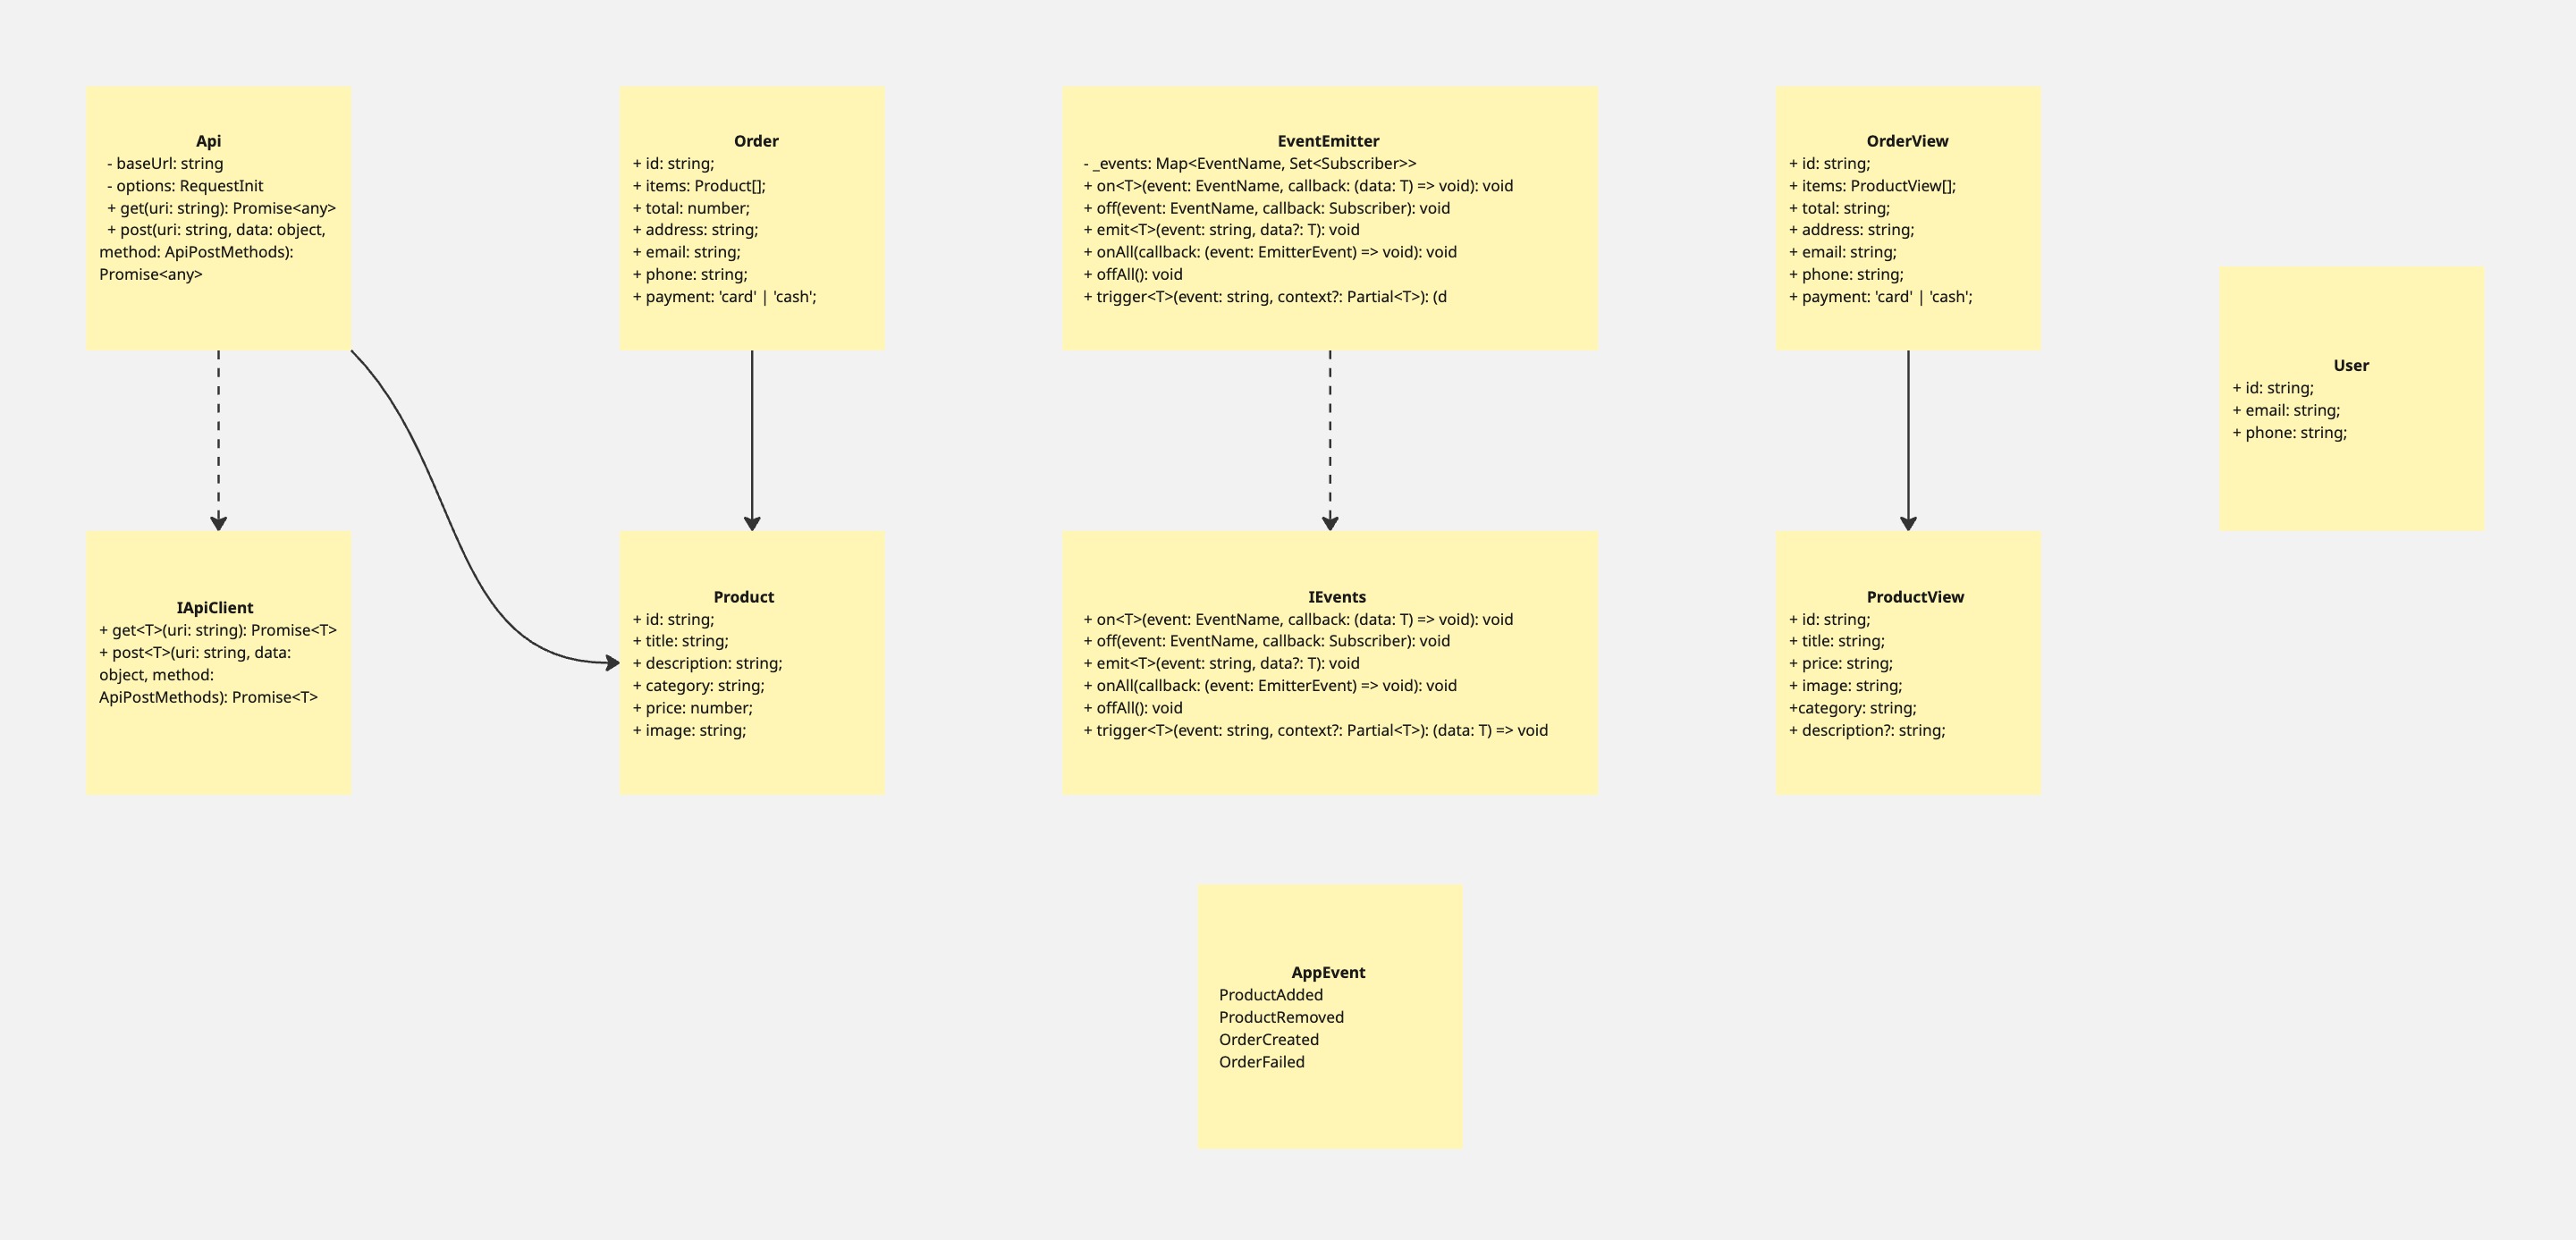 Api
- baseUrl: string
- options: RequestInit
+ get(uri: string): Promise<any>
+ post(uri: string, data: object,
method: ApiPostMethods):
Promise<any>
Order
+ id: string;
+ items: Product[];
+ total: number;
+ address: string;
+ email: string;
+ phone: string;
+ payment: 'card' | 'cash';
EventEmitter
- _events: Map<EventName, Set<Subscriber>>
+ on<T>(event: EventName, callback: (data: T) => void): void
+ off(event: EventName, callback: Subscriber): void
+ emit<T>(event: string, data?: T): void
+ onAll(callback: (event: EmitterEvent) => void): void
+ offAll(): void
+ trigger<T>(event: string, context?: Partial<T>): (d
OrderView
+ id: string;
+ items: ProductView[];
+ total: string;
+ address: string;
+ email: string;
+ phone: string;
+ payment: 'card' | 'cash';
User
+ id: string;
+ email: string;
+ phone: string;
IApiClient
+ get<T>(uri: string): Promise<T>
+ post<T>(uri: string, data:
object, method:
ApiPostMethods): Promise<T>
Product
+ id: string;
+ title: string;
+ description: string;
+ category: string;
+ price: number;
+ image: string;
IEvents
+ on<T>(event: EventName, callback: (data: T) => void): void
+ off(event: EventName, callback: Subscriber): void
+ emit<T>(event: string, data?: T): void
+ onAll(callback: (event: EmitterEvent) => void): void
+ offAll(): void
+ trigger<T>(event: string, context?: Partial<T>): (data: T) => void
ProductView
+ id: string;
+ title: string;
+ price: string;
+ image: string;
+category: string;
+ description?: string;
AppEvent
ProductAdded
ProductRemoved
OrderCreated
OrderFailed